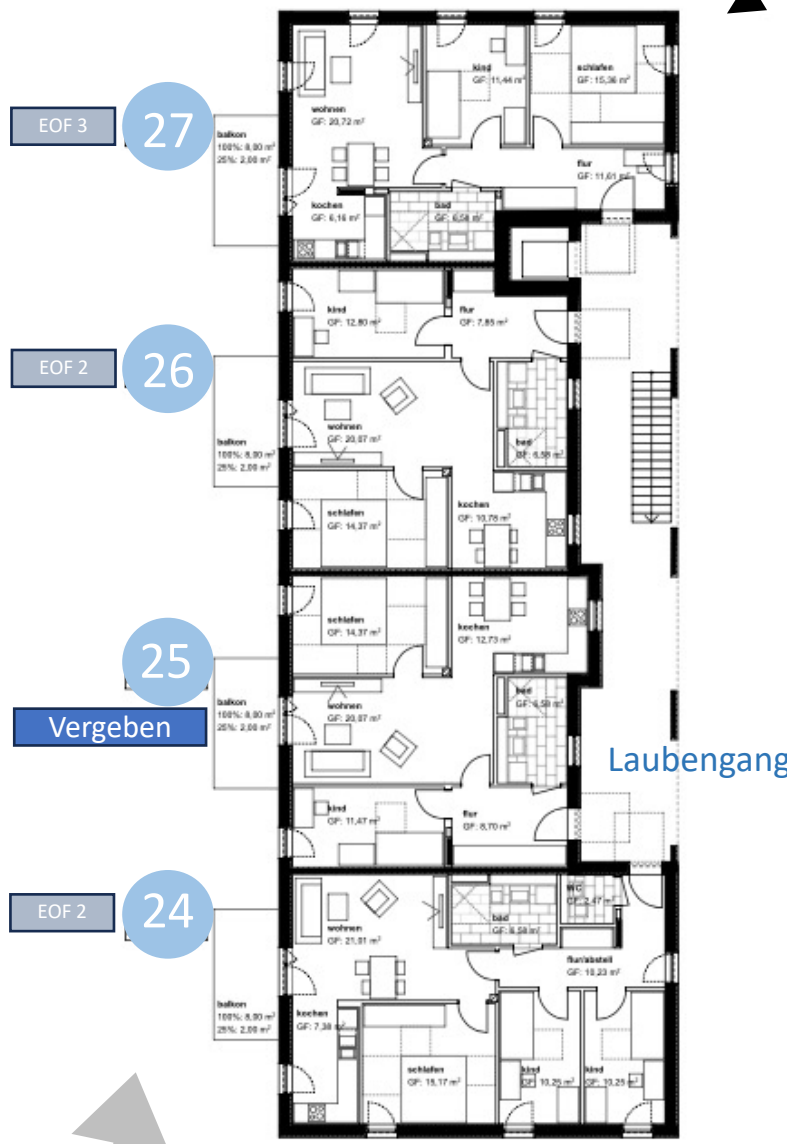 kind
GF: 11,44 m²
schlafen
GF: 15,36 m²
wohnen
GF: 20,72 m²
EOF 3
27
balkon
100%: 8,00 m²
25%: 2,00 m²
flur
GF: 11,61 m²
kochen
GF: 6,16 m²
bad
GF: 6,58 m²
kind
GF: 12,80 m²
flur
GF: 7,85 m²
EOF 2
26
wohnen
GF: 20,07 m²
balkon
100%: 8,00 m²
25%: 2,00 m²
bad
GF: 6,58 m²
schlafen
GF: 14,37 m²
kochen
GF: 10,78 m²
schlafen
GF: 14,37 m²
kochen
GF: 12,73 m²
25
Vergeben
balkon
100%: 8,00 m²
25%: 2,00 m²
wohnen
GF: 20,07 m²
bad
GF: 6,58 m²
Laubengang
kind
GF: 11,47 m²
flur
GF: 8,70 m²
EOF 2
24
wohnen
GF: 21,01 m²
bad
GF: 6,58 m²
WC
GF: 2,47 m²
flur/abstell
GF: 10,23 m²
balkon
100%: 8,00 m²
25%: 2,00 m²
kochen
GF: 7,38 m²
schlafen
GF: 15,17 m²
kind
GF: 10,25 m²
kind
GF: 10,25 m²